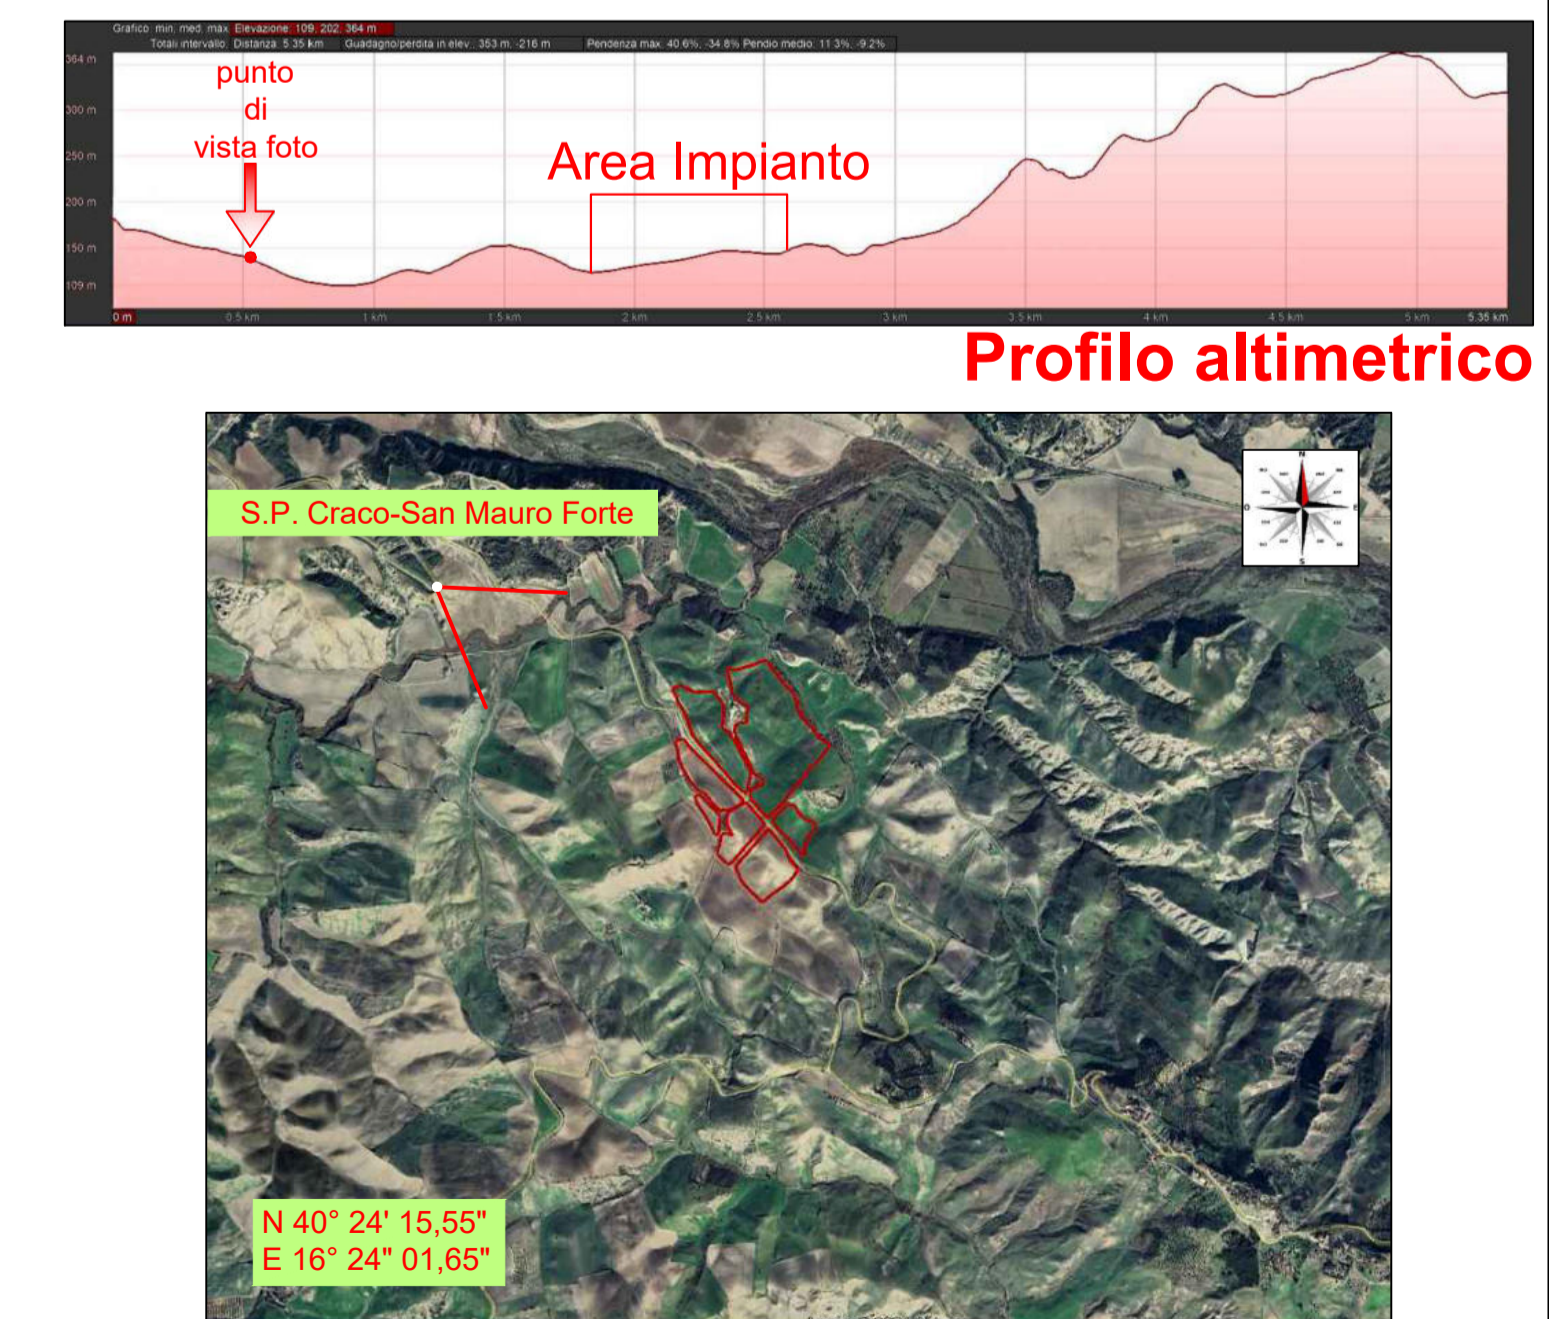 Grafico: min, med, max Elevazione: 109, 202, 364 m
Totali intervallo: Distanza: 5.35 km Guadagno/perdita in elev.: 353 m, -216 m Pendenza max: 40.6%, -34.8% Pendio medio: 11.3%, -9.2%
364 m
300 m
250 m
200 m
150 m
109 m
punto
di
vista foto
Area Impianto
0 m 0.5 km 1 km 1.5 km 2 km 2.5 km 3 km 3.5 km 4 km 4.5 km 5 km 5.35 km
Profilo altimetrico
S.P. Craco-San Mauro Forte
N
O E
S
N 40° 24' 15,55"
E 16° 24" 01,65"